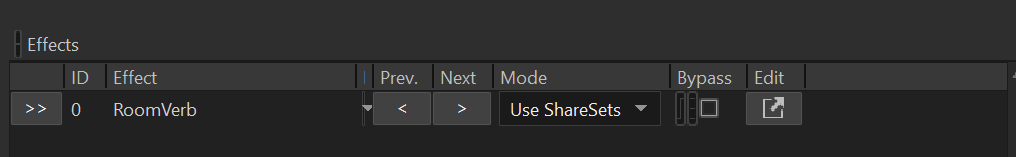 Effects
ID Effect Prev. Next Mode Bypass Edit
>> 0 RoomVerb < > Use ShareSets